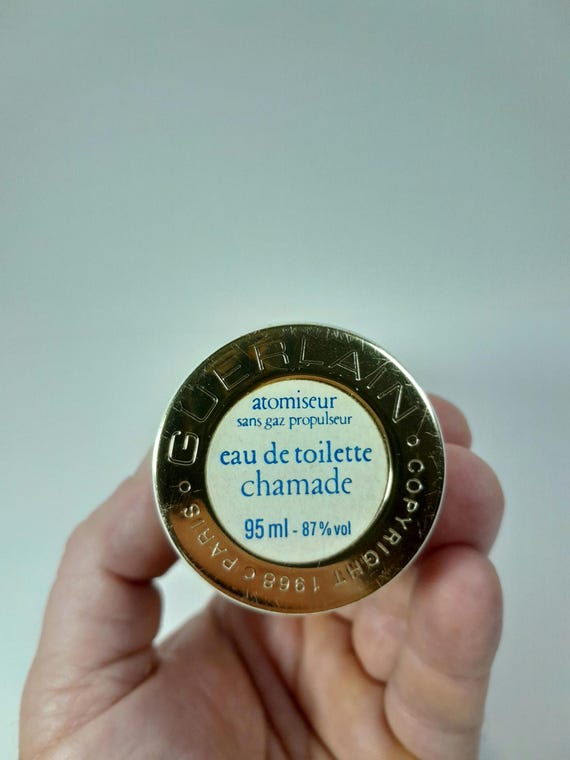 GUERLAIN
COPYRIGHT 1968 © PARIS
atomiseur
sans gaz propulseur
eau de toilette
chamade
95 ml - 87 % vol